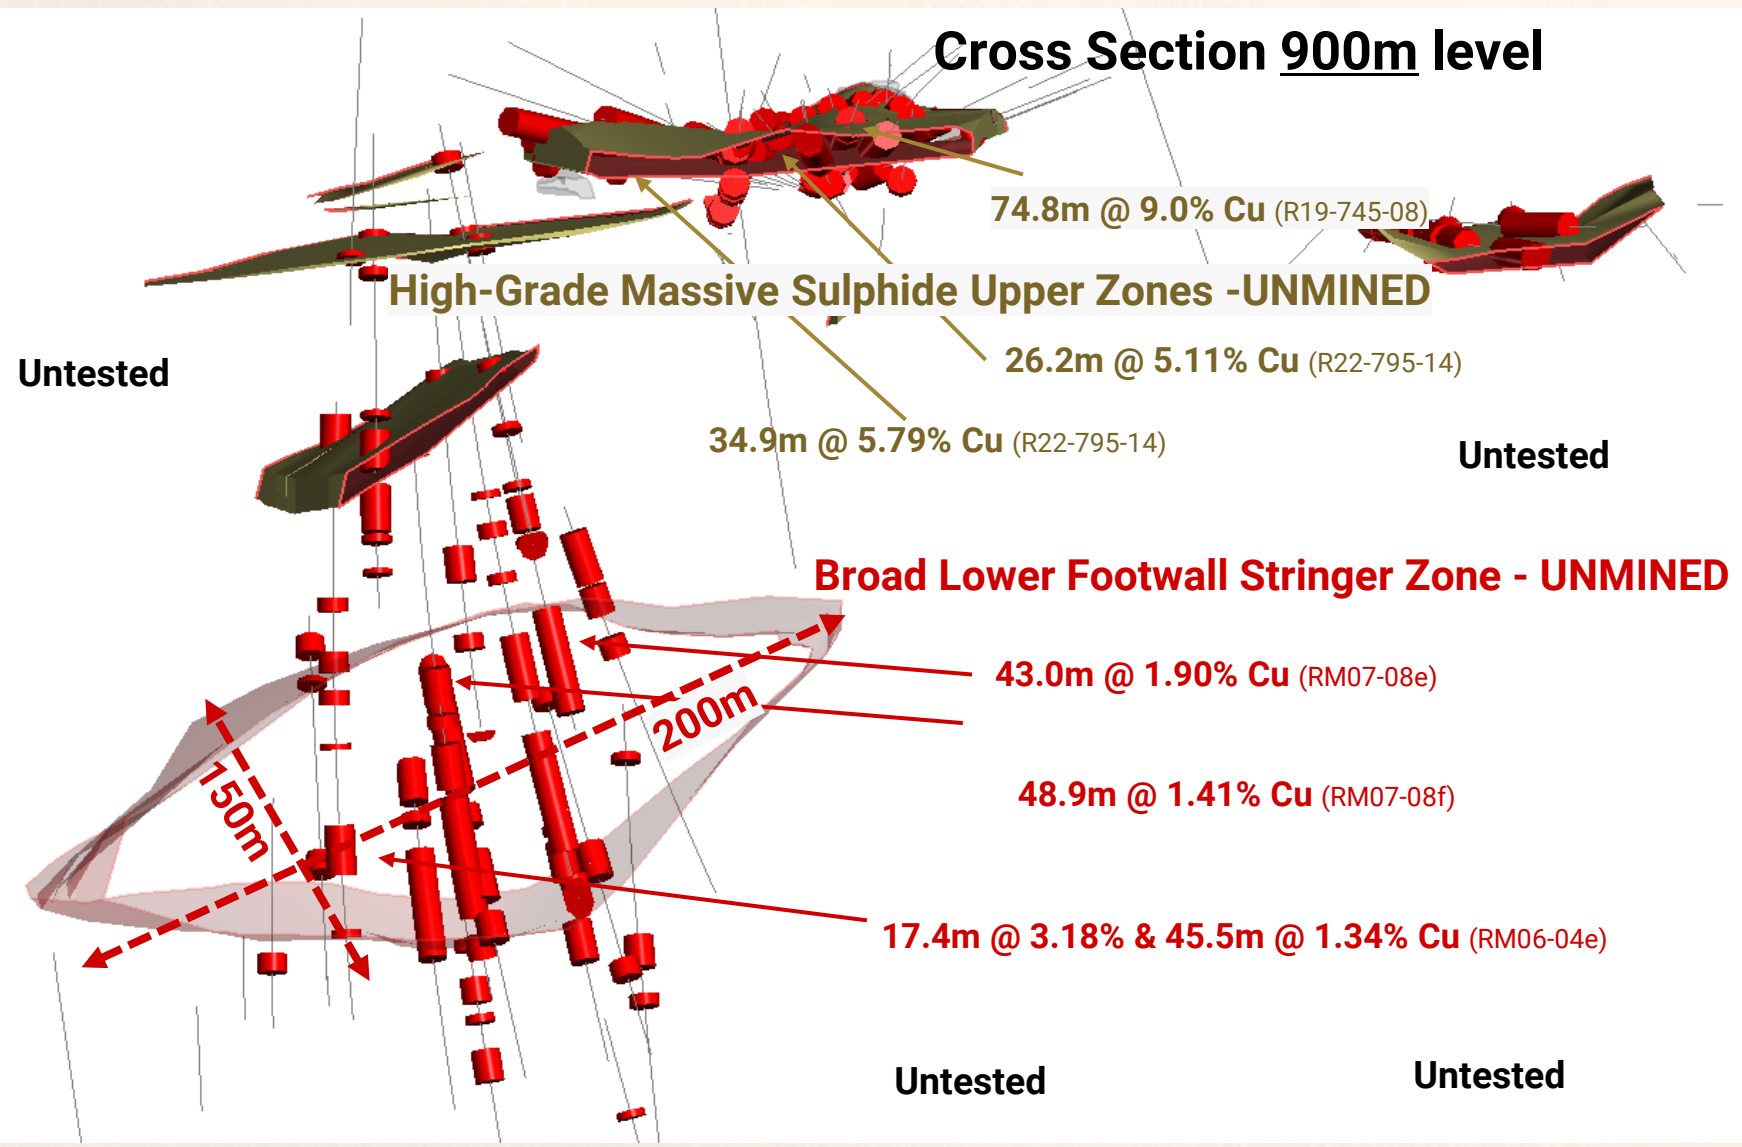 Cross Section 900m level
74.8m @ 9.0% Cu (R19-745-08)
High-Grade Massive Sulphide Upper Zones -UNMINED
Untested
26.2m @ 5.11% Cu (R22-795-14)
34.9m @ 5.79% Cu (R22-795-14)
Untested
Broad Lower Footwall Stringer Zone - UNMINED
43.0m @ 1.90% Cu (RM07-08e)
200m
150m
48.9m @ 1.41% Cu (RM07-08f)
17.4m @ 3.18% & 45.5m @ 1.34% Cu (RM06-04e)
Untested
Untested